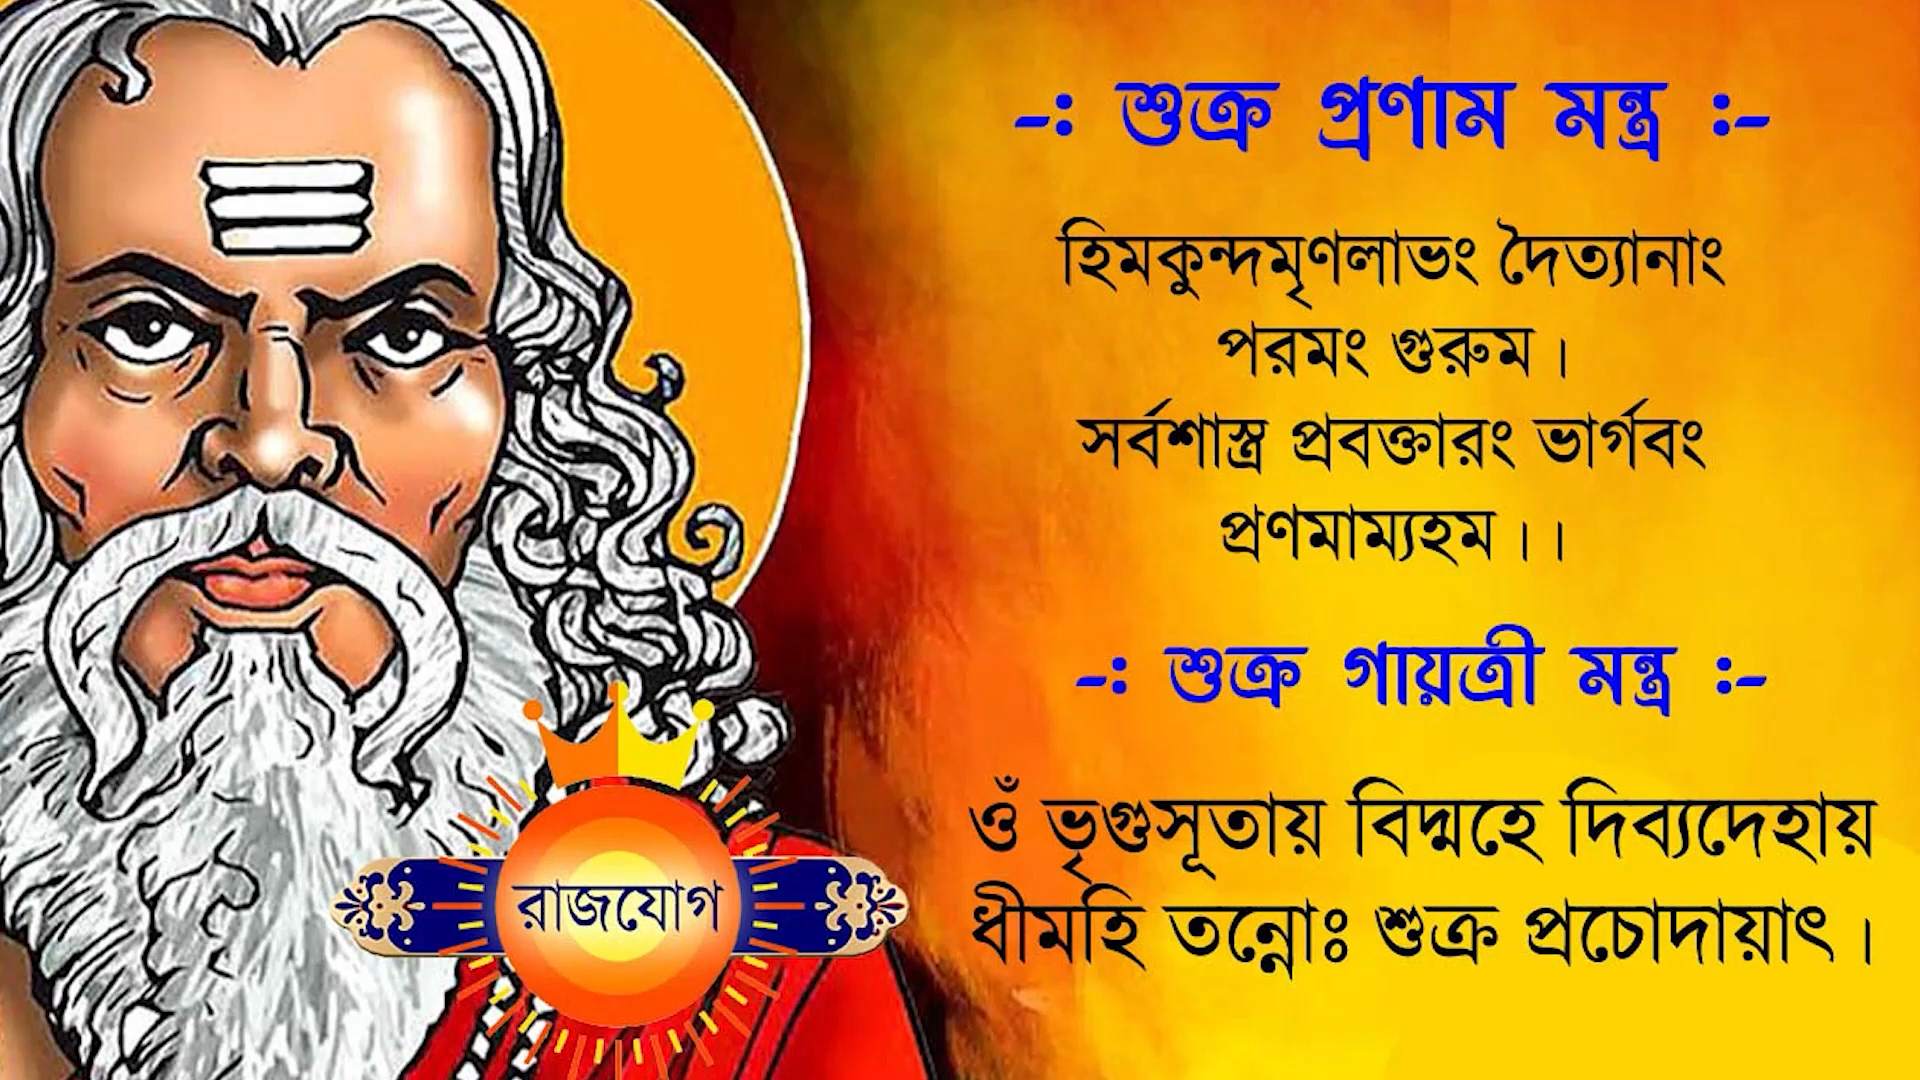 -: শুক্র প্রণাম মন্ত্র :-
হিমকুন্দমৃণলাভং দৈত্যানাং
পরমং গুরুম।
সর্বশাস্ত্র প্রবক্তারং ভার্গবং
প্রণমাম্যহম।।
-: শুক্র গায়ত্রী মন্ত্র :-
ওঁ ভৃগুসূতায় বিদ্মহে দিব্যদেহায়
ধীমহি তন্নোঃ শুক্র প্রচোদায়াৎ।
রাজযোগ